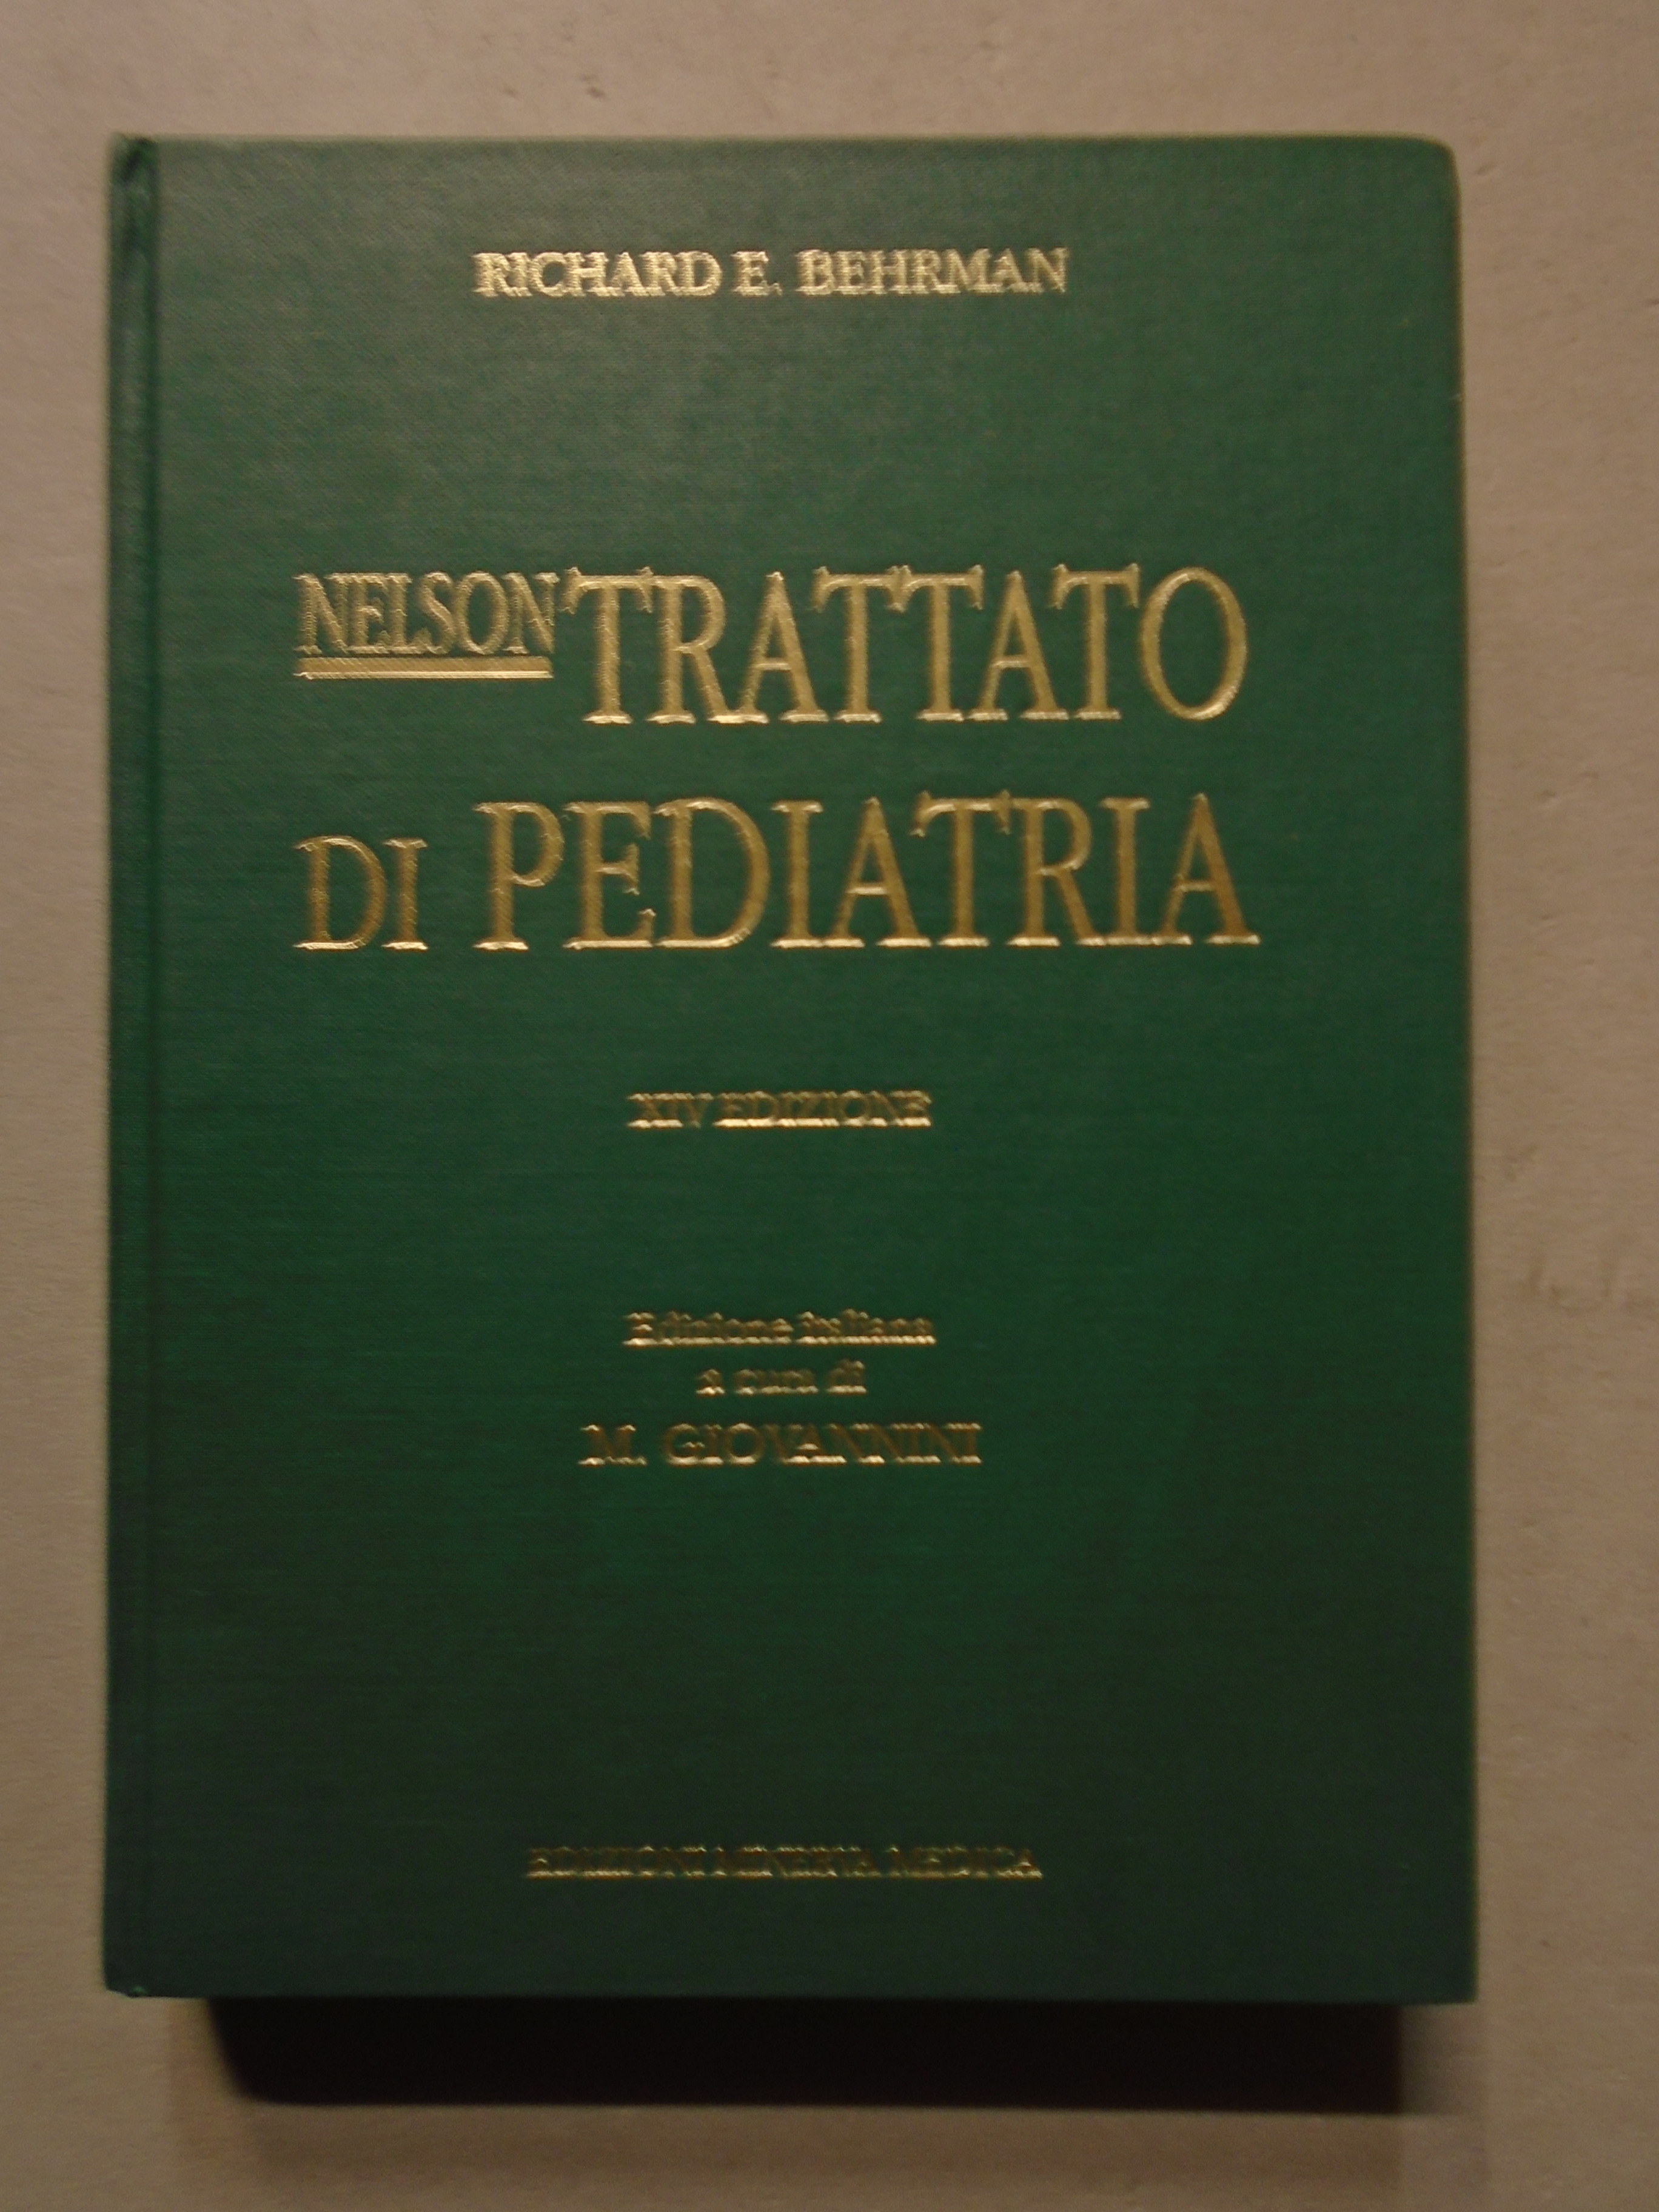 RICHARD E. BEHRMAN
NELSON TRATTATO
DI PEDIATRIA
XIV EDIZIONE
Edizione italiana
a cura di
M. GIOVANNINI
EDIZIONI MINERVA MEDICA